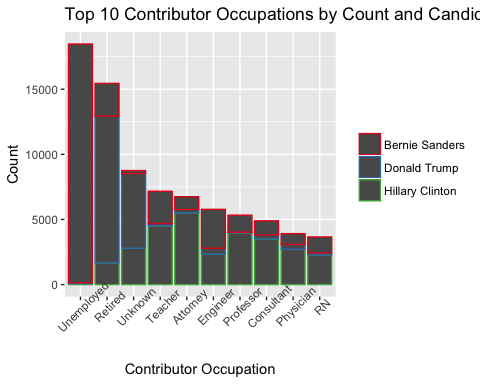 Top 10 Contributor Occupations by Count and Candic
15000
10000
5000
0
Count
Unemployed
Retired
Unknown
Teacher
Attorney
Engineer
Professor
Consultant
Physician
RN
Contributor Occupation
Bernie Sanders
Donald Trump
Hillary Clinton